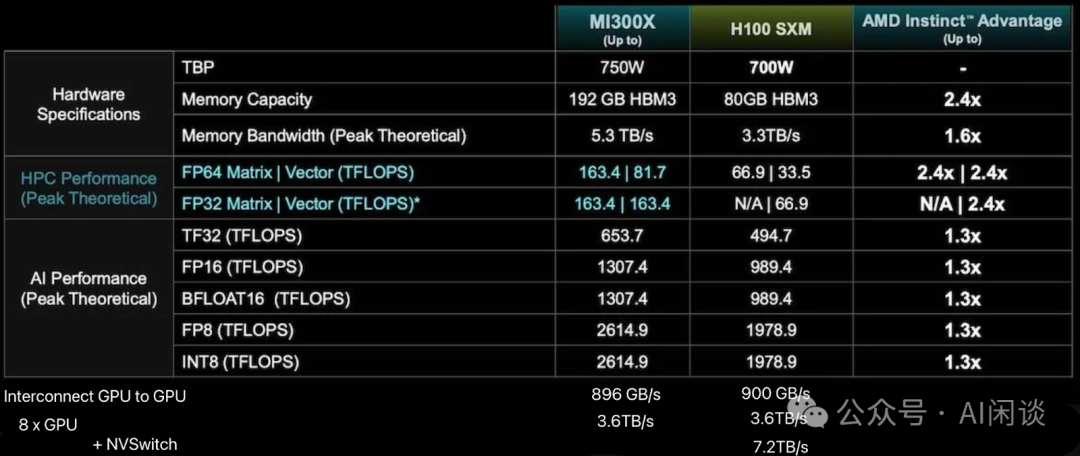 MI300X (Up to) H100 SXM AMD Instinct™ Advantage (Up to)
Hardware Specifications
TBP 750W 700W -
Memory Capacity 192 GB HBM3 80GB HBM3 2.4x
Memory Bandwidth (Peak Theoretical) 5.3 TB/s 3.3TB/s 1.6x
HPC Performance (Peak Theoretical)
FP64 Matrix | Vector (TFLOPS) 163.4 | 81.7 66.9 | 33.5 2.4x | 2.4x
FP32 Matrix | Vector (TFLOPS)* 163.4 | 163.4 N/A | 66.9 N/A | 2.4x
AI Performance (Peak Theoretical)
TF32 (TFLOPS) 653.7 494.7 1.3x
FP16 (TFLOPS) 1307.4 989.4 1.3x
BFLOAT16 (TFLOPS) 1307.4 989.4 1.3x
FP8 (TFLOPS) 2614.9 1978.9 1.3x
INT8 (TFLOPS) 2614.9 1978.9 1.3x
Interconnect GPU to GPU 896 GB/s 900 GB/s
8 x GPU 3.6TB/s 3.6TB/s
+ NVSwitch 7.2TB/s
公众号 · AI闲谈